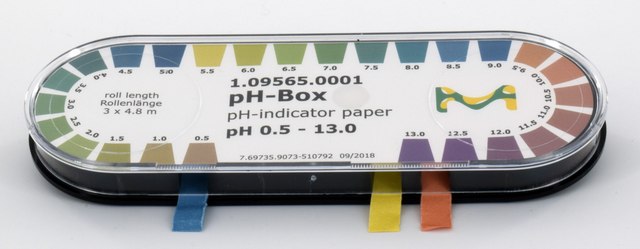 4.5 5.0 5.5 6.0 6.5 7.0 7.5 8.0 8.5 9.0 9.5
10.0
10.5
11.0
11.5
12.0
12.5
13.0
4.0
3.5
3.0
2.5
2.0
1.5
1.0
0.5
roll length
Rollenlänge
3 x 4.8 m
1.09565.0001
pH-Box
pH-indicator paper
pH 0.5 - 13.0
7.69735.9073-510792 09/2018
M